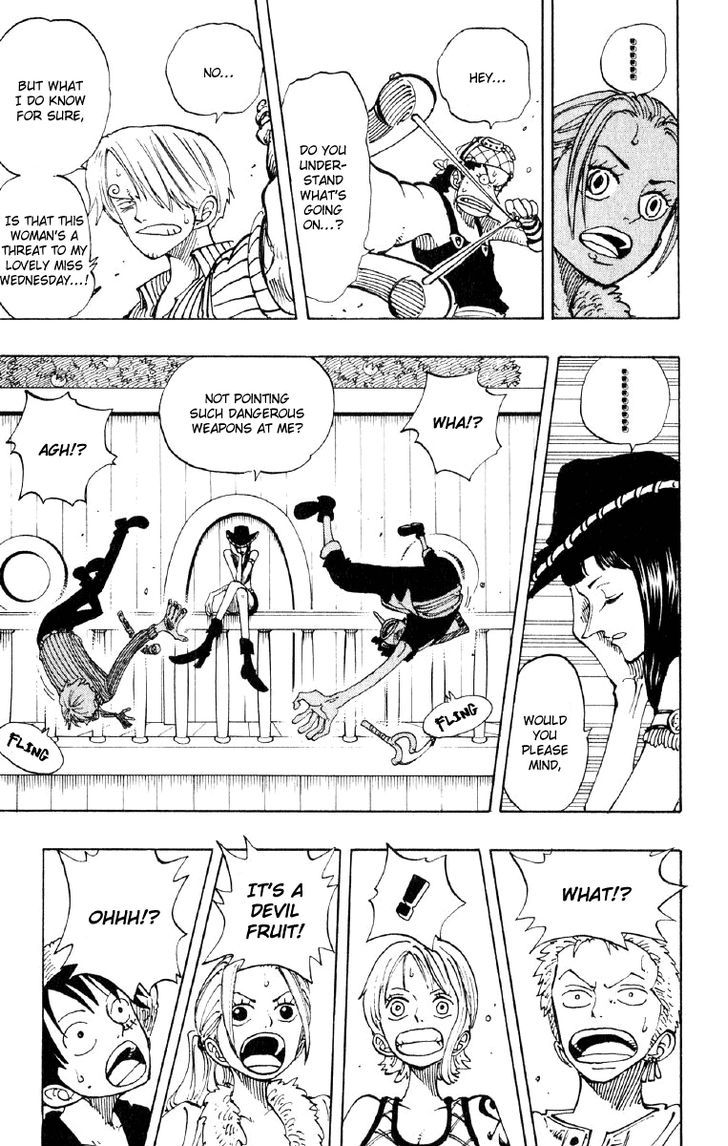 HEY...
DO YOU
UNDER-
STAND
WHAT'S
GOING
ON...?
NO...
BUT WHAT
I DO KNOW
FOR SURE,
IS THAT THIS
WOMAN'S A
THREAT TO MY
LOVELY MISS
WEDNESDAY...!
WOULD
YOU
PLEASE
MIND,
WHA!?
NOT POINTING
SUCH DANGEROUS
WEAPONS AT ME?
AGH!?
FLING
FLING
WHAT!?
!
IT'S A
DEVIL
FRUIT!
OHHH!?